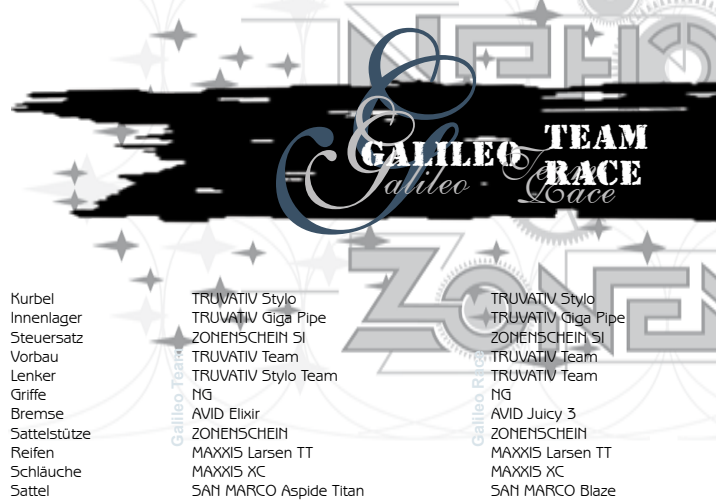 GALILEO TEAM
RACE
Galileo Team
Race
Kurbel TRUVATIV Stylo TRUVATIV Stylo
Innenlager TRUVATIV Giga Pipe TRUVATIV Giga Pipe
Steuersatz ZONENSCHEIN SI ZONENSCHEIN SI
Vorbau TRUVATIV Team TRUVATIV Team
Lenker TRUVATIV Stylo Team TRUVATIV Team
Griffe NG NG
Bremse AVID Elixir AVID Juicy 3
Sattelstütze ZONENSCHEIN ZONENSCHEIN
Reifen MAXXIS Larsen TT MAXXIS Larsen TT
Schläuche MAXXIS XC MAXXIS XC
Sattel SAN MARCO Aspide Titan SAN MARCO Blaze
Galileo Team
Galileo Race